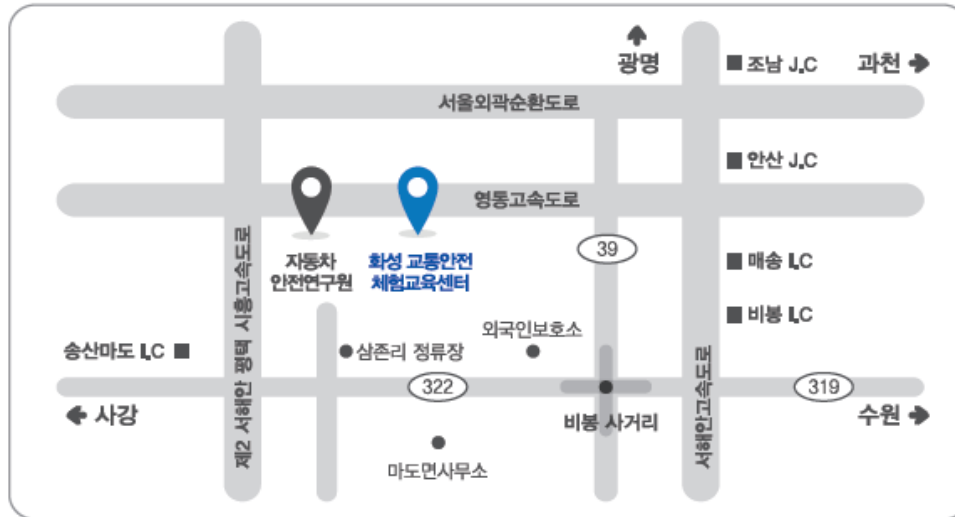 광명
조남 J.C
과천
서울외곽순환도로
안산 J.C
영동고속도로
자동차
안전연구원
화성 교통안전
체험교육센터
39
매송 I.C
비봉 I.C
제2 서해안 평택 시흥고속도로
외국인보호소
송산마도 I.C
삼존리 정류장
322
319
사강
비봉 사거리
수원
서해안고속도로
마도면사무소